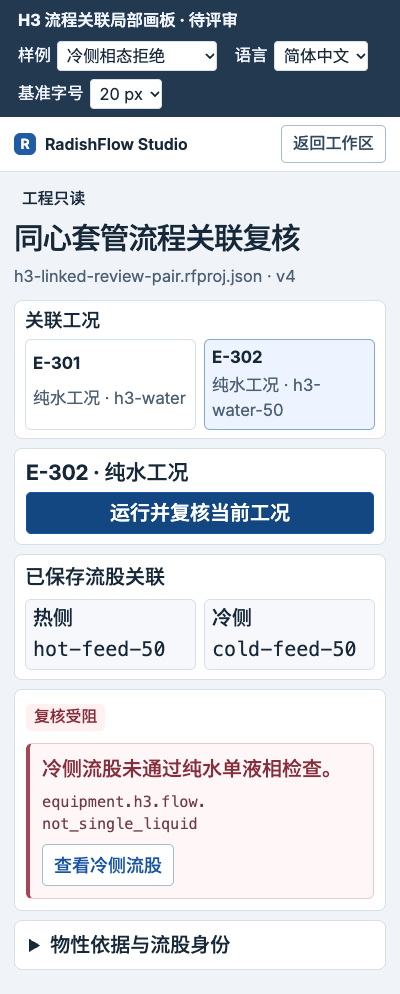 H3 流程关联局部画板 · 待评审
样例 冷侧相态拒绝 语言 简体中文
基准字号 20 px
R RadishFlow Studio 返回工作区
工程只读
同心套管流程关联复核
h3-linked-review-pair.rfproj.json · v4
关联工况
E-301
纯水工况 · h3-water
E-302
纯水工况 · h3-
water-50
E-302 · 纯水工况
运行并复核当前工况
已保存流股关联
热侧
hot-feed-50
冷侧
cold-feed-50
复核受阻
冷侧流股未通过纯水单液相检查。
equipment.h3.flow.
not_single_liquid
查看冷侧流股
物性依据与流股身份